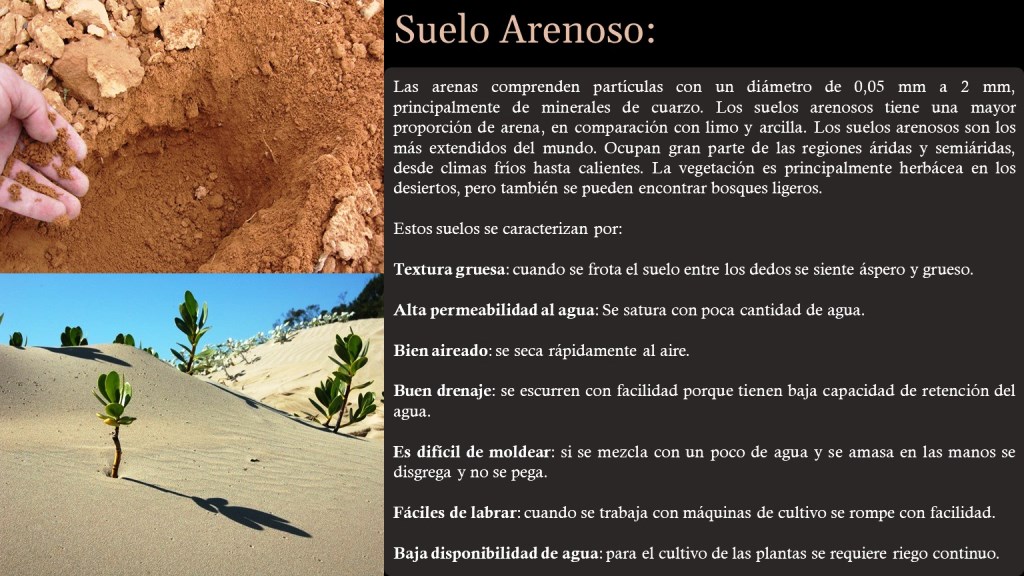 Suelo Arenoso:
Las arenas comprenden partículas con un diámetro de 0,05 mm a 2 mm,
principalmente de minerales de cuarzo. Los suelos arenosos tiene una mayor
proporción de arena, en comparación con limo y arcilla. Los suelos arenosos son los
más extendidos del mundo. Ocupan gran parte de las regiones áridas y semiáridas,
desde climas fríos hasta calientes. La vegetación es principalmente herbácea en los
desiertos, pero también se pueden encontrar bosques ligeros.
Estos suelos se caracterizan por:
Textura gruesa: cuando se frota el suelo entre los dedos se siente áspero y grueso.
Alta permeabilidad al agua: Se satura con poca cantidad de agua.
Bien aireado: se seca rápidamente al aire.
Buen drenaje: se escurren con facilidad porque tienen baja capacidad de retención del
agua.
Es difícil de moldear: si se mezcla con un poco de agua y se amasa en las manos se
disgrega y no se pega.
Fáciles de labrar: cuando se trabaja con máquinas de cultivo se rompe con facilidad.
Baja disponibilidad de agua: para el cultivo de las plantas se requiere riego continuo.